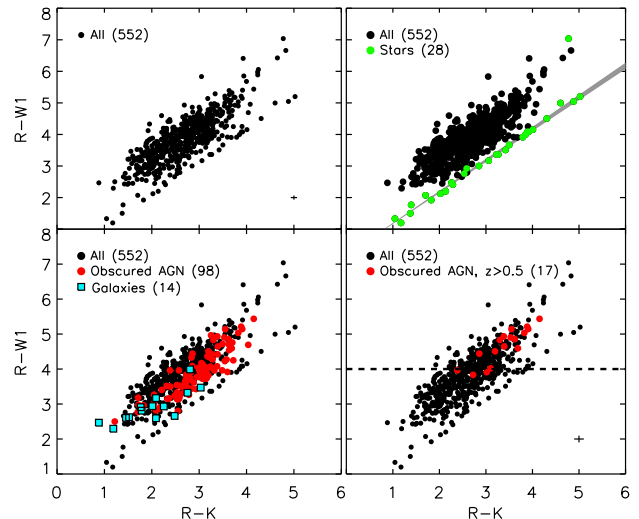 8
7
6
5
4
3
2
R-W1
All (552)
All (552)
Stars (28)
8
7
6
5
4
3
2
1
R-W1
All (552)
Obscured AGN (98)
Galaxies (14)
All (552)
Obscured AGN, z>0.5 (17)
0 1 2 3 4 5
1 2 3 4 5 6
R-K
R-K